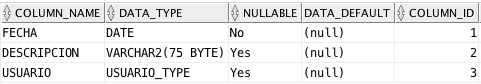 COLUMN_NAME DATA_TYPE NULLABLE DATA_DEFAULT COLUMN_ID
FECHA DATE No (null) 1
DESCRIPCION VARCHAR2(75 BYTE) Yes (null) 2
USUARIO USUARIO_TYPE Yes (null) 3